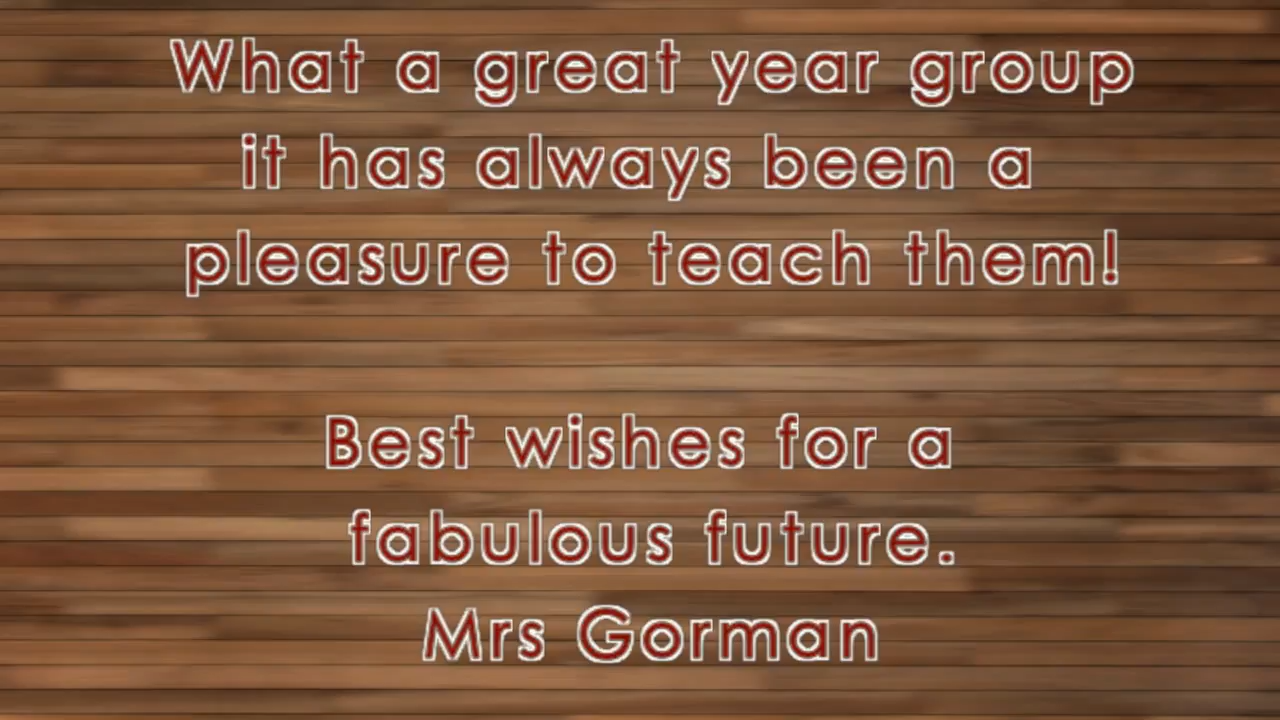 What a great year group
it has always been a
pleasure to teach them!
Best wishes for a
fabulous future.
Mrs Gorman